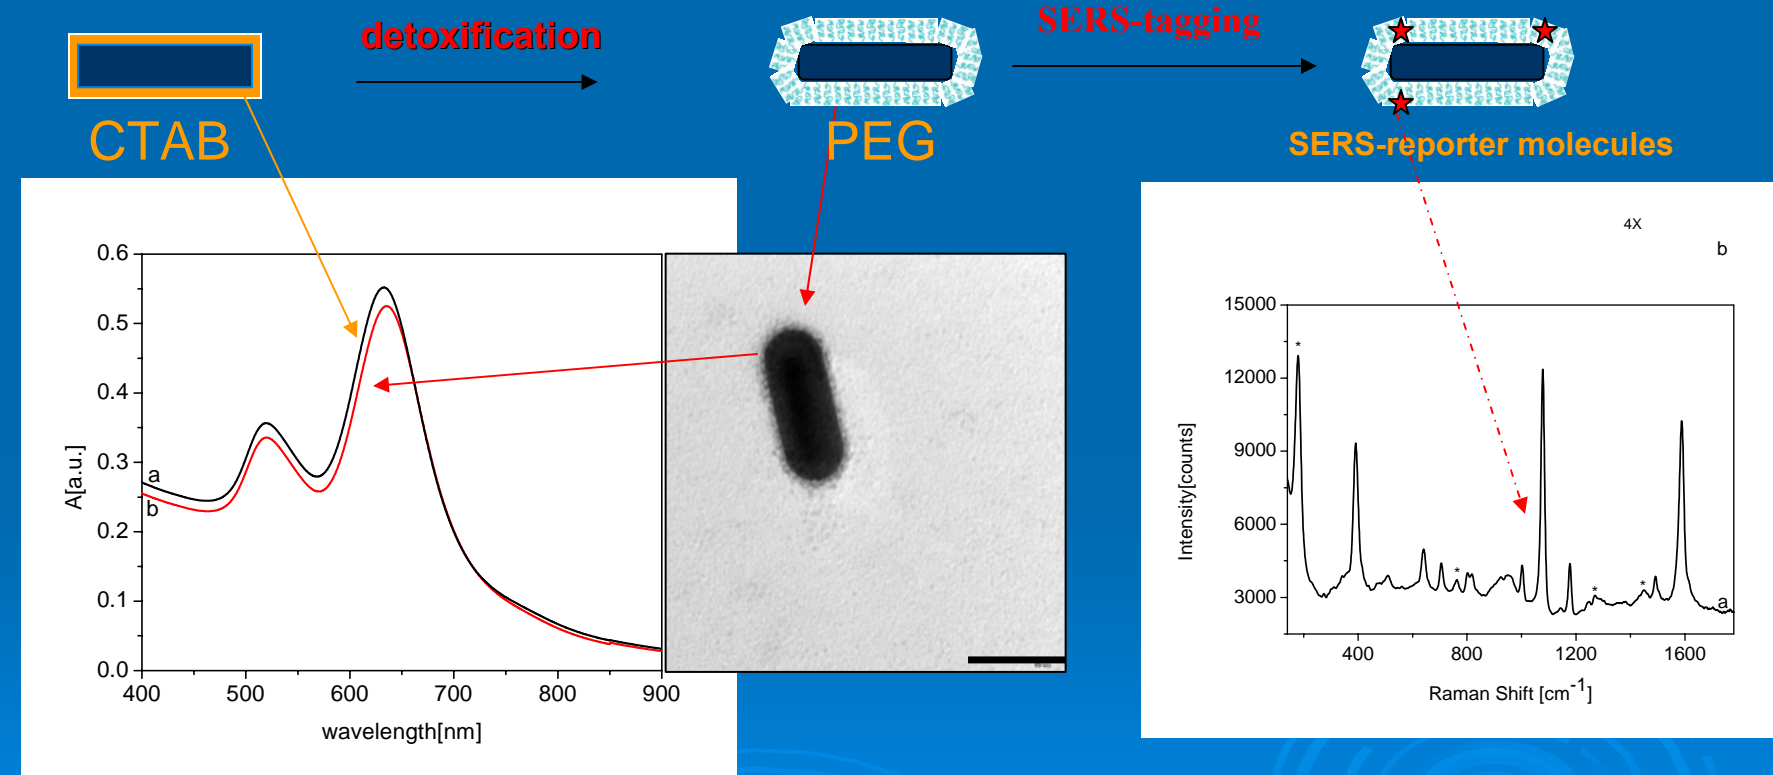 detoxification
SERS-tagging
CTAB
PEG
SERS-reporter molecules
0.6
0.5
0.4
0.3
0.2
0.1
0.0
A[a.u.]
a
b
400 500 600 700 800 900
wavelength[nm]
4X
b
15000
12000
9000
6000
3000
Intensity[counts]
*
*
*
*
a
400 800 1200 1600
Raman Shift [cm-1]